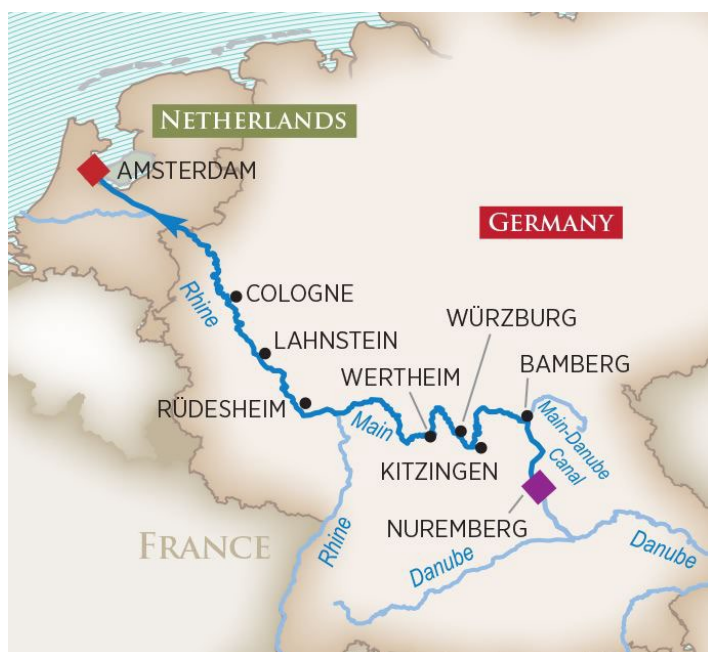 NETHERLANDS
AMSTERDAM
GERMANY
Rhine
COLOGNE
WÜRZBURG
LAHNSTEIN
WERTHEIM
BAMBERG
RÜDESHEIM
Main
Main-Danube
Canal
KITZINGEN
NUREMBERG
FRANCE
Rhine
Danube
Danube